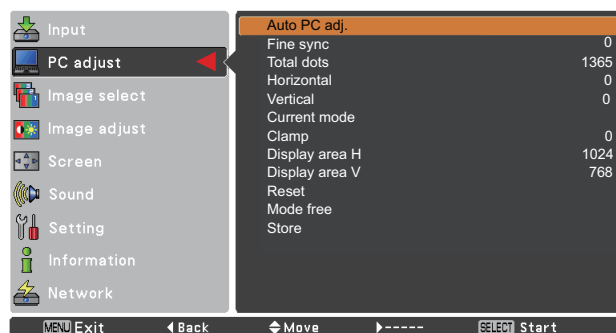 Input
PC adjust
Image select
Image adjust
Screen
Sound
Setting
Information
Network
Auto PC adj.
Fine sync 0
Total dots 1365
Horizontal 0
Vertical 0
Current mode
Clamp 0
Display area H 1024
Display area V 768
Reset
Mode free
Store
MENU Exit Back Move ----- SELECT Start